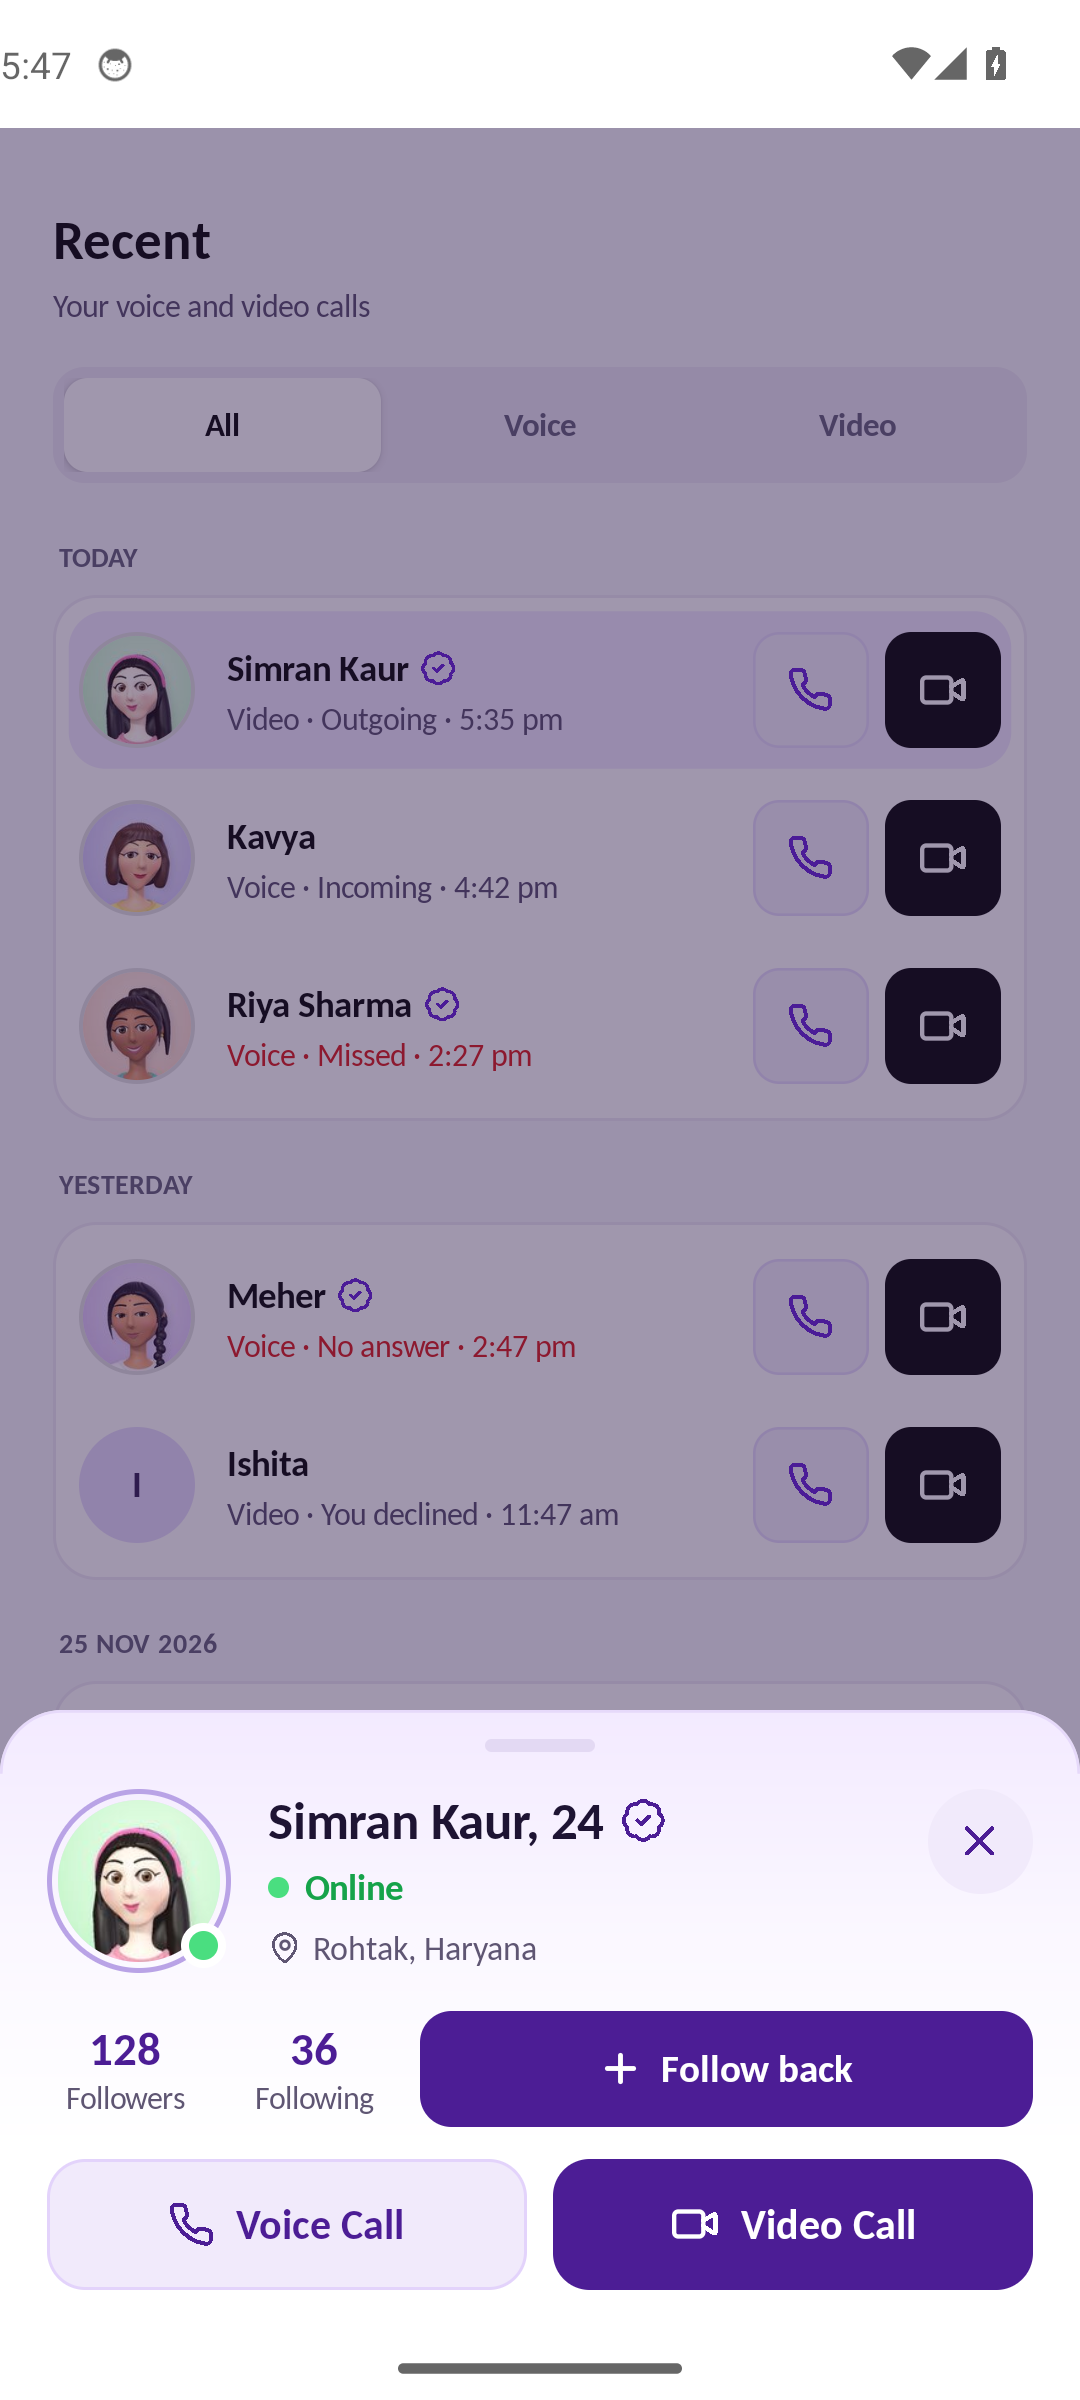 5:47
Recent
Your voice and video calls
All Voice Video
TODAY
Simran Kaur
Video · Outgoing · 5:35 pm
Kavya
Voice · Incoming · 4:42 pm
Riya Sharma
Voice · Missed · 2:27 pm
YESTERDAY
Meher
Voice · No answer · 2:47 pm
I
Ishita
Video · You declined · 11:47 am
25 NOV 2026
Simran Kaur, 24
Online
Rohtak, Haryana
128 36
Followers Following
Follow back
Voice Call Video Call